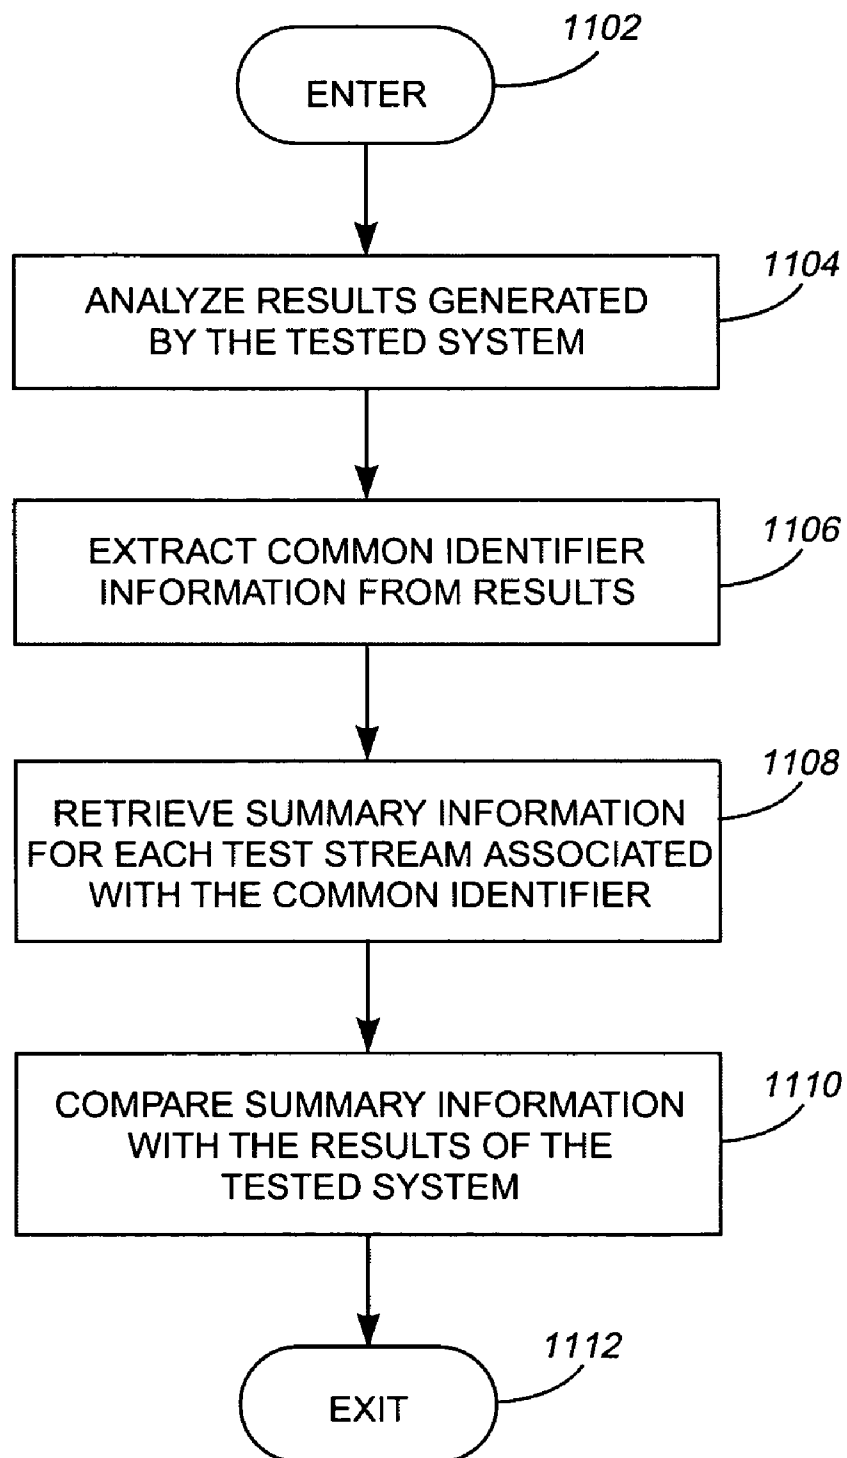 1102
ENTER
1104
ANALYZE RESULTS GENERATED
BY THE TESTED SYSTEM
1106
EXTRACT COMMON IDENTIFIER
INFORMATION FROM RESULTS
1108
RETRIEVE SUMMARY INFORMATION
FOR EACH TEST STREAM ASSOCIATED
WITH THE COMMON IDENTIFIER
1110
COMPARE SUMMARY INFORMATION
WITH THE RESULTS OF THE
TESTED SYSTEM
1112
EXIT